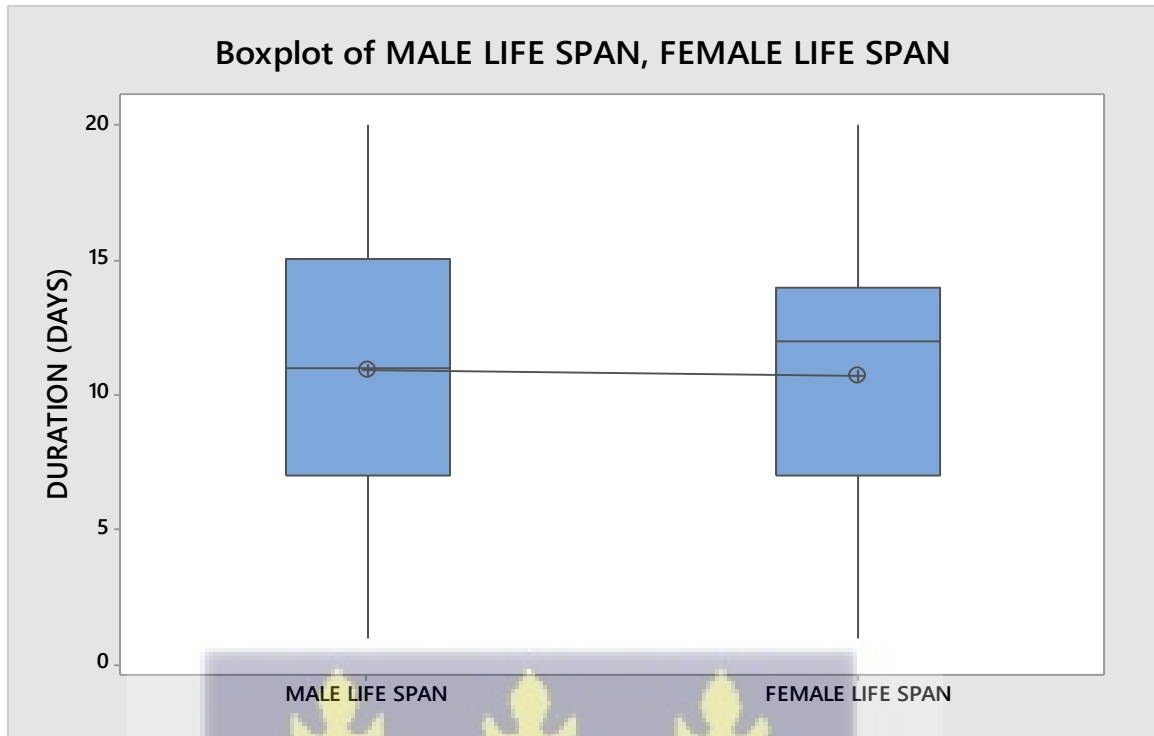 Boxplot of MALE LIFE SPAN, FEMALE LIFE SPAN
DURATION (DAYS)
20
15
10
5
0
MALE LIFE SPAN FEMALE LIFE SPAN